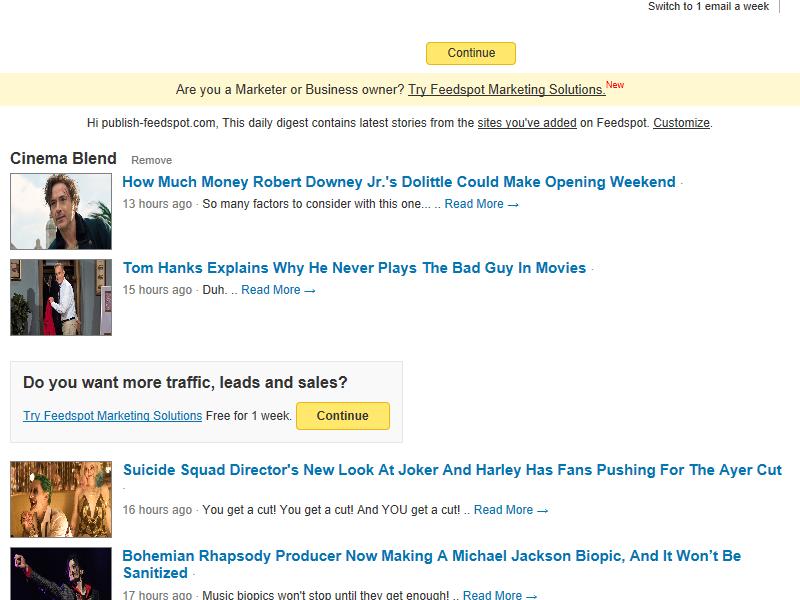 Switch to 1 email a week
Continue
Are you a Marketer or Business owner? Try Feedspot Marketing Solutions.New
Hi publish-feedspot.com, This daily digest contains latest stories from the sites you've added on Feedspot. Customize.
Cinema Blend Remove
How Much Money Robert Downey Jr.'s Dolittle Could Make Opening Weekend ·
13 hours ago · So many factors to consider with this one... .. Read More →
Tom Hanks Explains Why He Never Plays The Bad Guy In Movies ·
15 hours ago · Duh. .. Read More →
Do you want more traffic, leads and sales?
Try Feedspot Marketing Solutions Free for 1 week. Continue
Suicide Squad Director's New Look At Joker And Harley Has Fans Pushing For The Ayer Cut
·
16 hours ago · You get a cut! You get a cut! And YOU get a cut! .. Read More →
Bohemian Rhapsody Producer Now Making A Michael Jackson Biopic, And It Won’t Be
Sanitized ·
17 hours ago · Music biopics won't stop until they get enough! .. Read More →